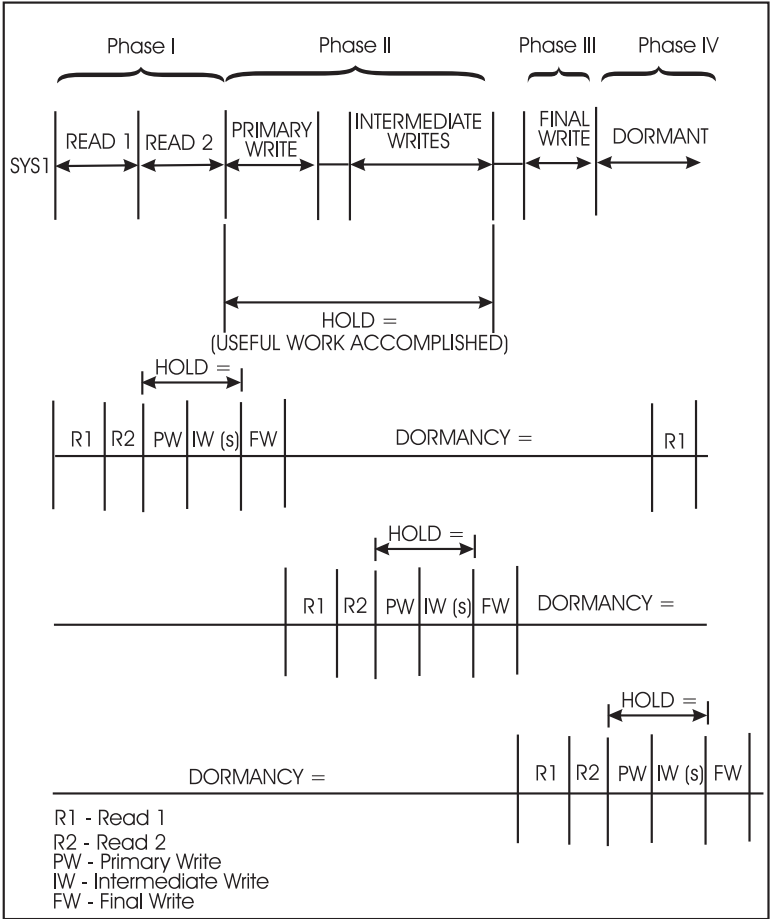 Phase I Phase II Phase III Phase IV
READ 1 READ 2 PRIMARY WRITE INTERMEDIATE WRITES FINAL WRITE DORMANT
SYS1
HOLD =
(USEFUL WORK ACCOMPLISHED)
HOLD =
R1 R2 PW IW (s) FW DORMANCY = R1
HOLD =
R1 R2 PW IW (s) FW DORMANCY =
HOLD =
DORMANCY = R1 R2 PW IW (s) FW
R1 - Read 1
R2 - Read 2
PW - Primary Write
IW - Intermediate Write
FW - Final Write